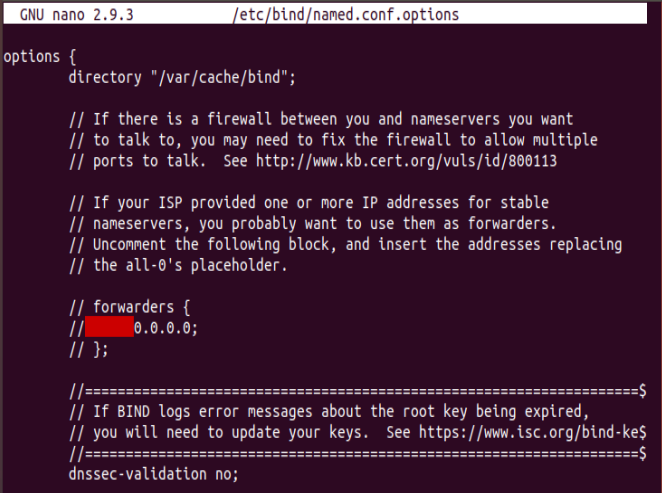 GNU nano 2.9.3 /etc/bind/named.conf.options
options {
directory "/var/cache/bind";
// If there is a firewall between you and nameservers you want
// to talk to, you may need to fix the firewall to allow multiple
// ports to talk.  See http://www.kb.cert.org/vuls/id/800113
// If your ISP provided one or more IP addresses for stable
// nameservers, you probably want to use them as forwarders.
// Uncomment the following block, and insert the addresses replacing
// the all-0's placeholder.
// forwarders {
// 0.0.0.0;
// };
//=====================================================================$
// If BIND logs error messages about the root key being expired,
// you will need to update your keys.  See https://www.isc.org/bind-ke$
//=====================================================================$
dnssec-validation no;